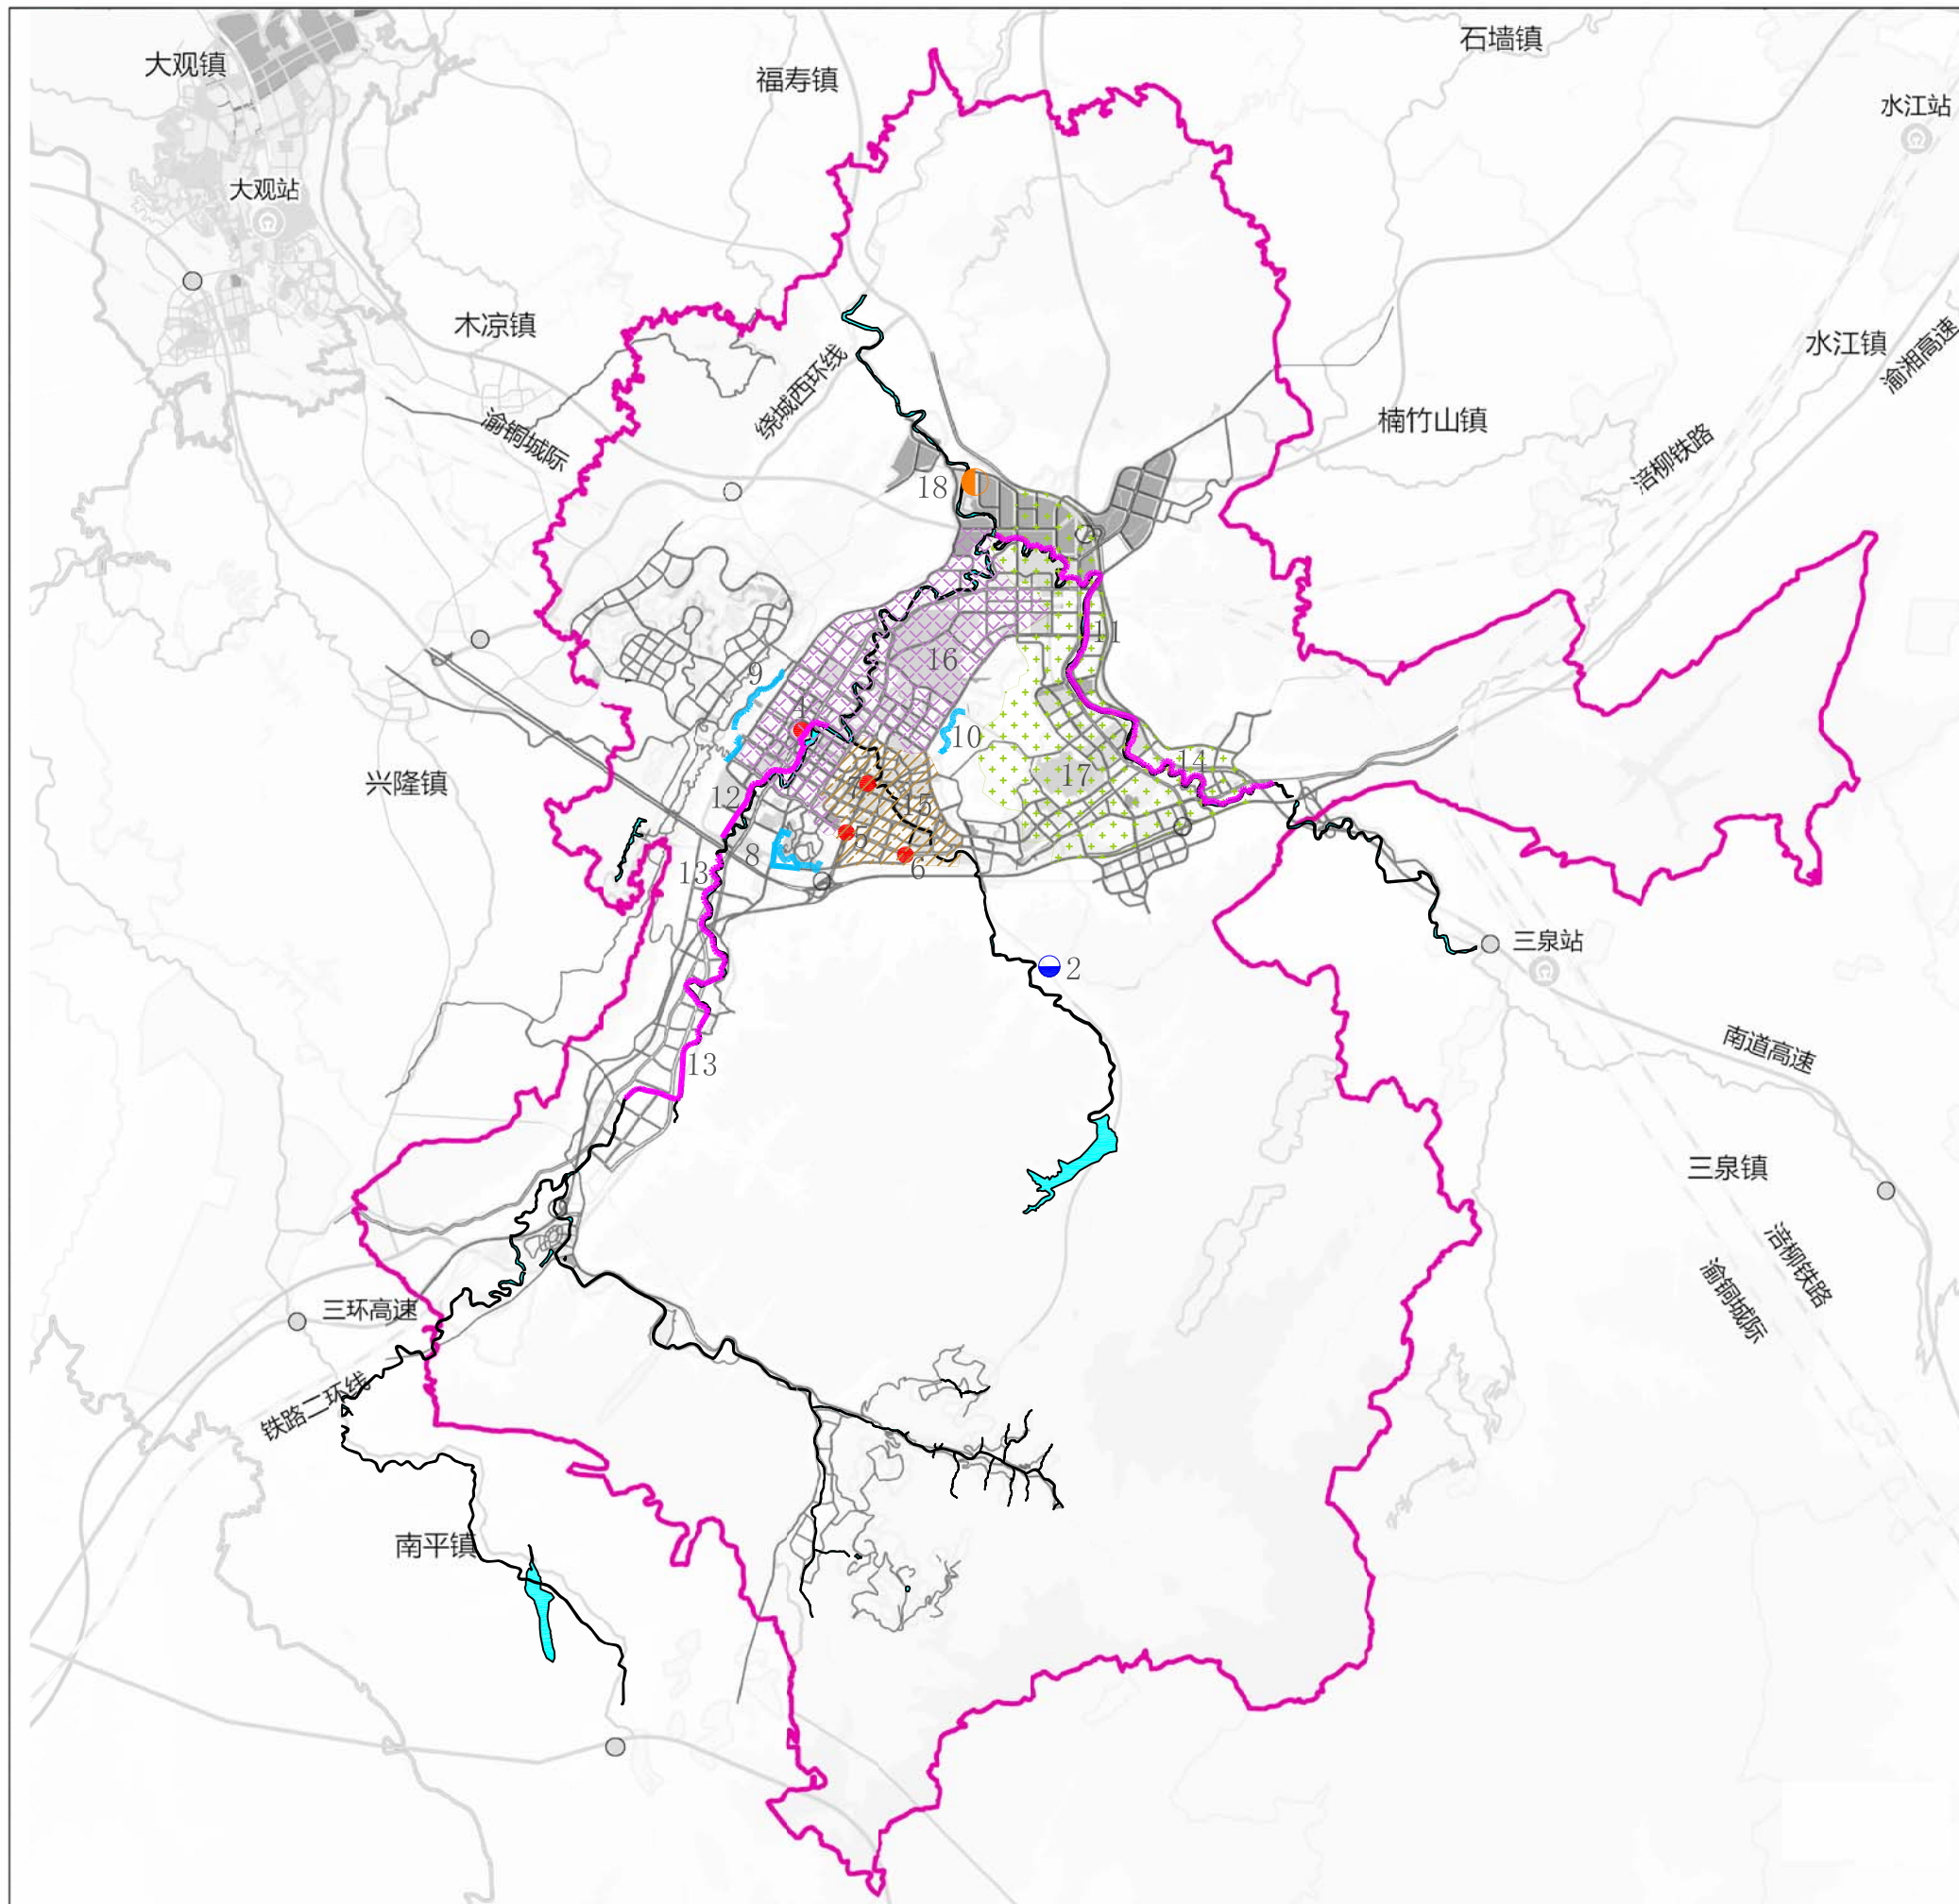 石墙镇
大观镇
福寿镇
水江站
大观站
木凉镇
水江镇
渝湘高速
绕城西环线
楠竹山镇
渝铜城际
涪柳铁路
18
11
16
9
4
10
17
14
兴隆镇
12
15
5
8
6
13
三泉站
2
南道高速
13
三泉镇
涪柳铁路
渝铜城际
三环高速
铁路二环线
南平镇